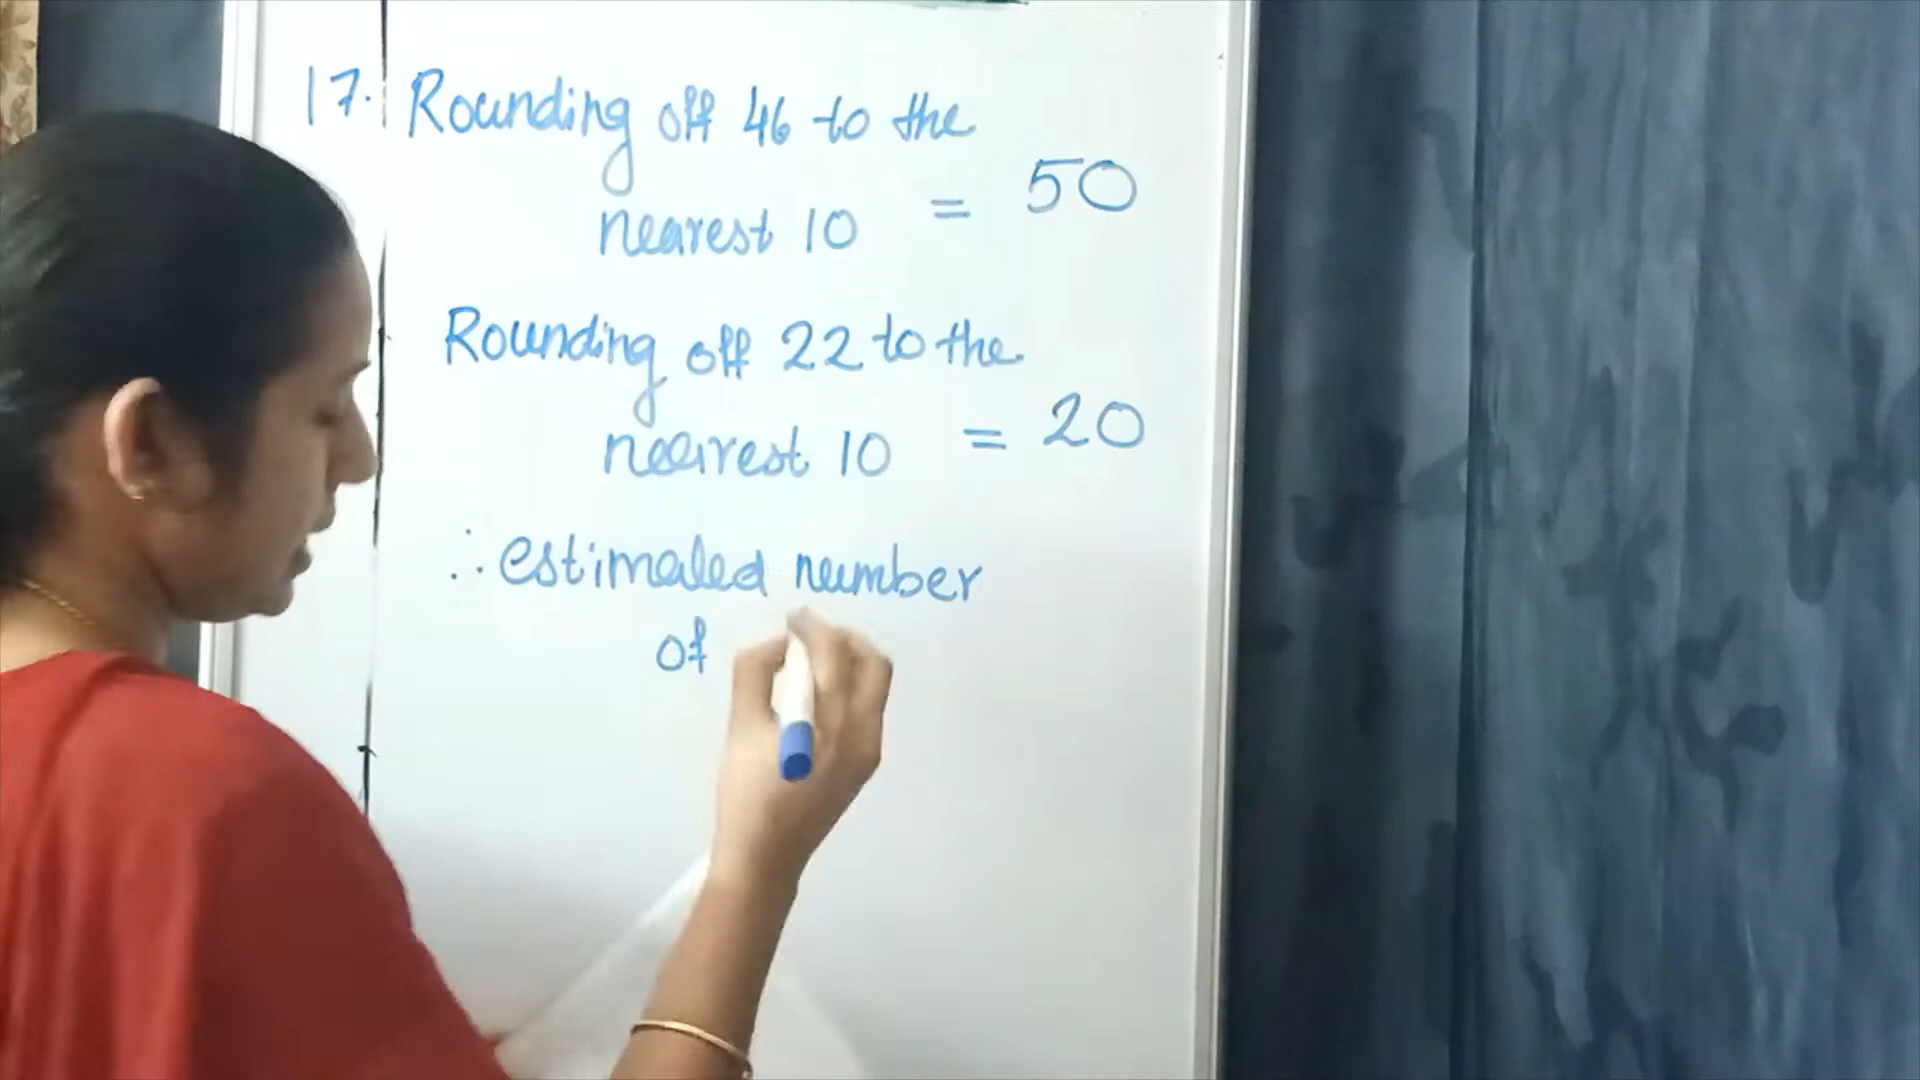 17. Rounding off 46 to the
nearest 10 = 50
Rounding off 22 to the
nearest 10 = 20
∴ estimated number
of